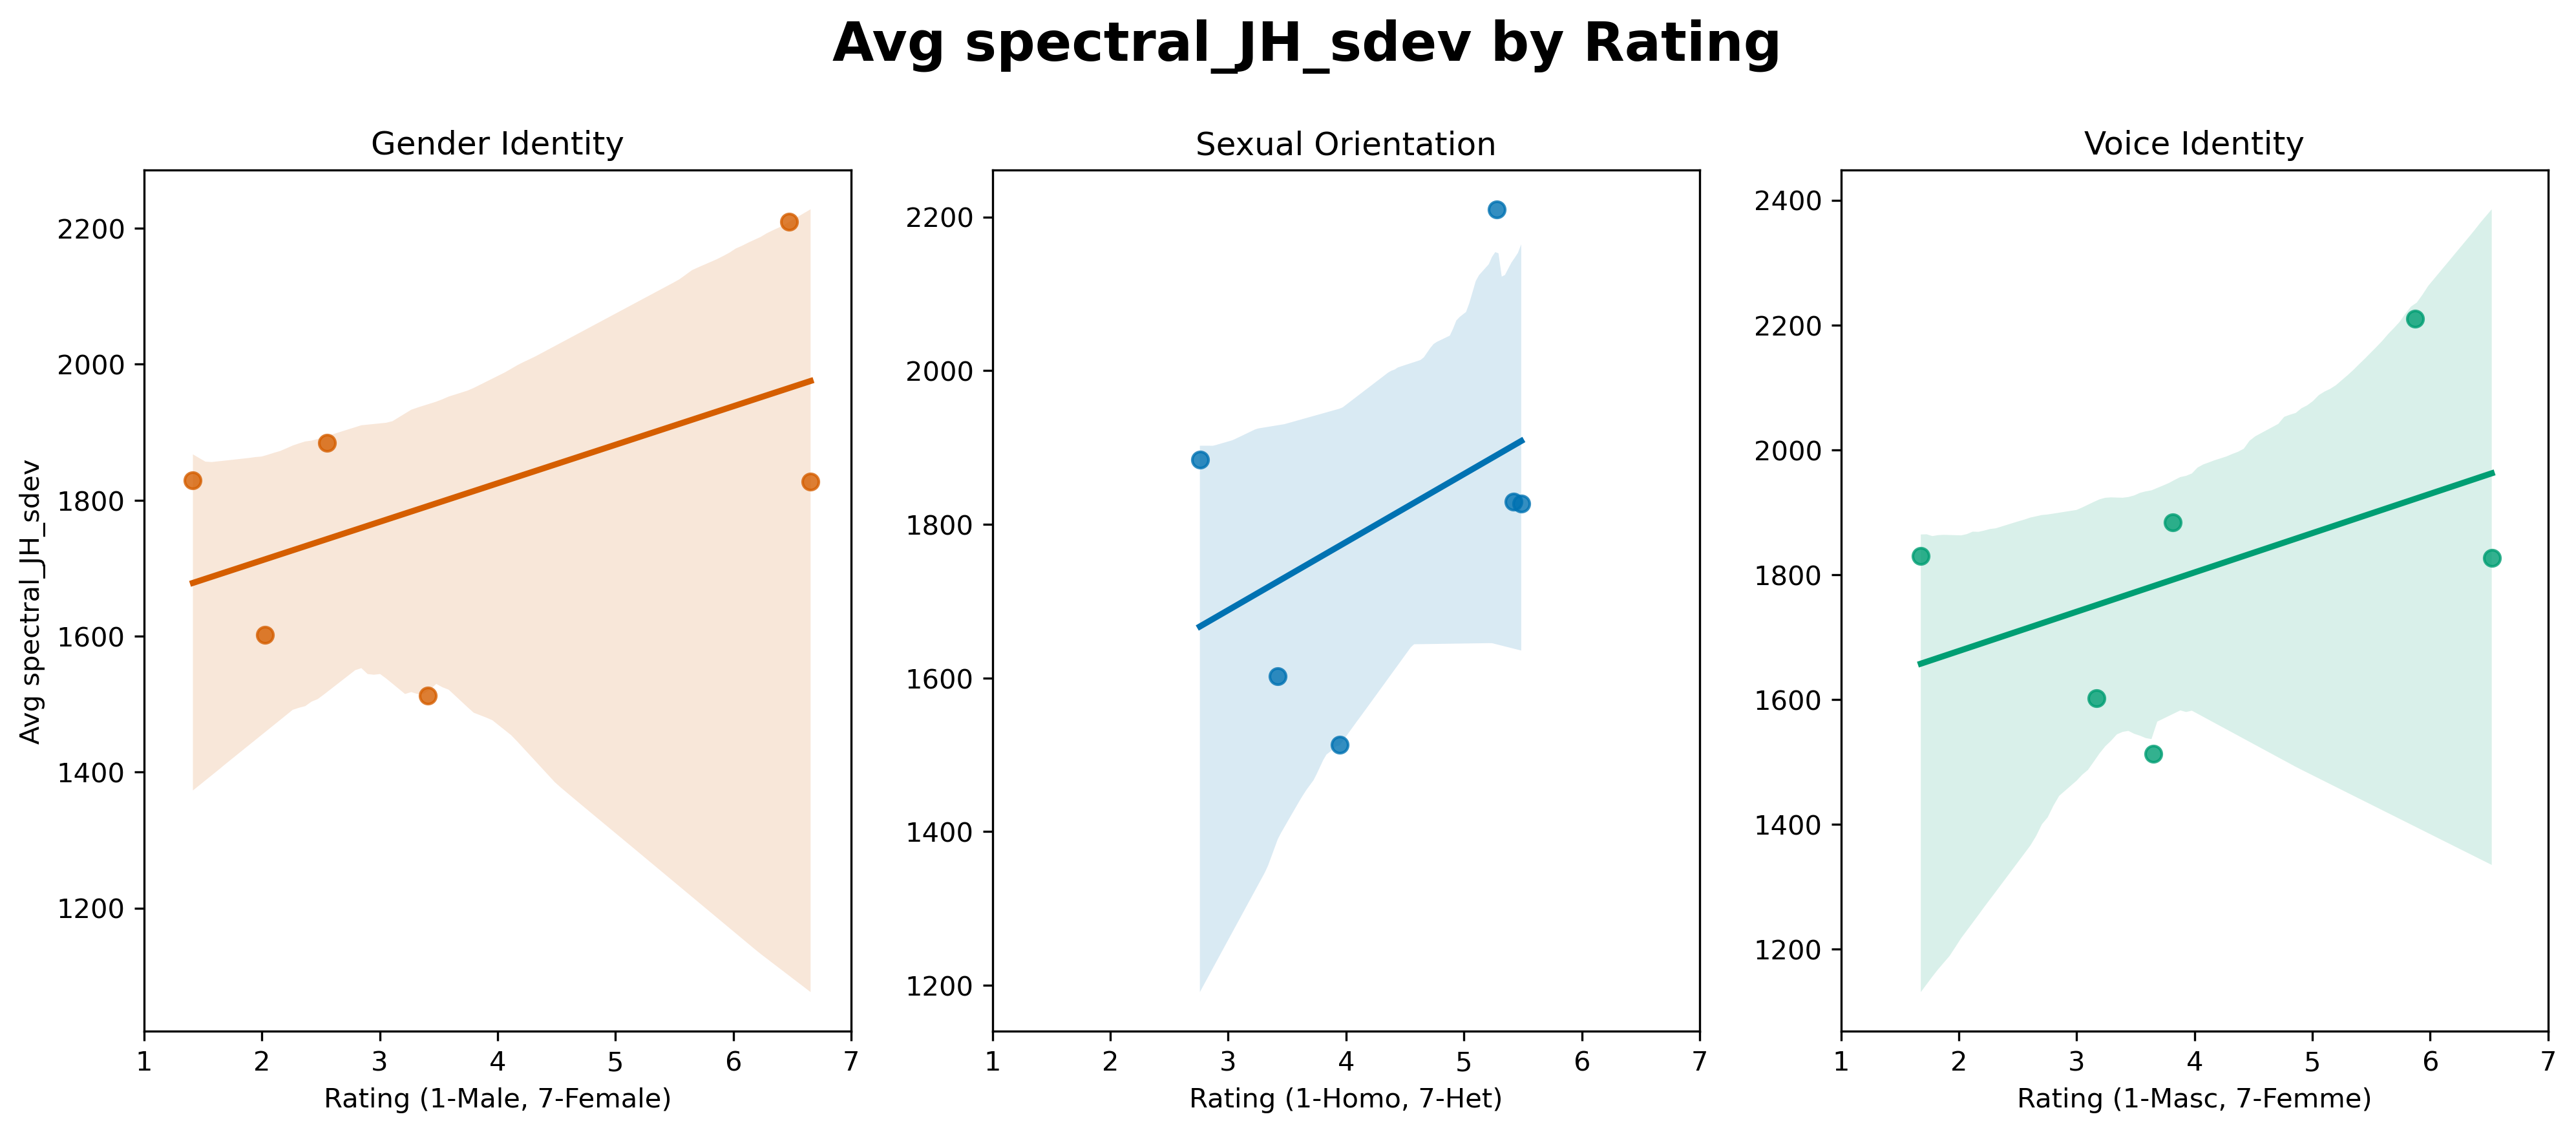 Avg spectral_JH_sdev by Rating
Gender Identity
Sexual Orientation
Voice Identity
Avg spectral_JH_sdev
2200
2000
1800
1600
1400
1200
1 2 3 4 5 6 7
Rating (1-Male, 7-Female)
2200
2000
1800
1600
1400
1200
1 2 3 4 5 6 7
Rating (1-Homo, 7-Het)
2400
2200
2000
1800
1600
1400
1200
1 2 3 4 5 6 7
Rating (1-Masc, 7-Femme)